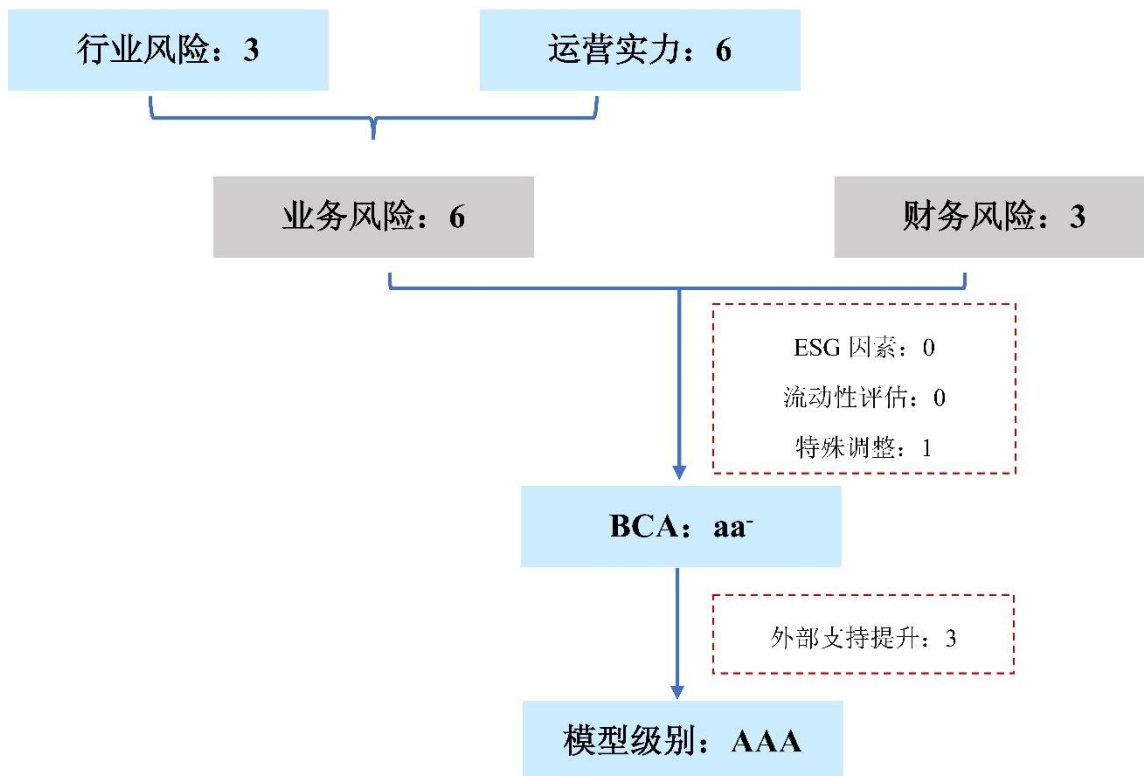 行业风险：3
运营实力：6
业务风险：6
财务风险：3
ESG 因素：0
流动性评估：0
特殊调整：1
BCA：aa-
外部支持提升：3
模型级别：AAA